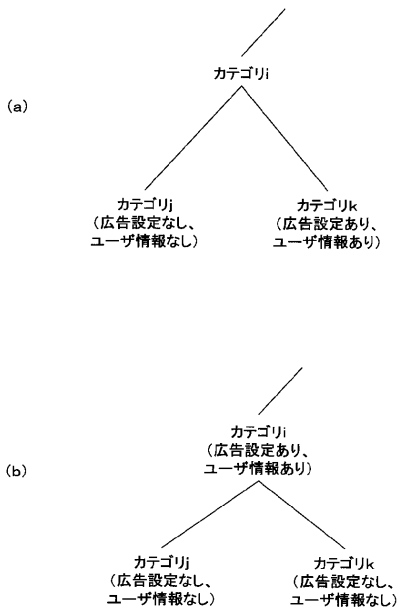 カテゴリi
(a)
カテゴリj
(広告設定なし、
ユーザ情報なし)
カテゴリk
(広告設定あり、
ユーザ情報あり)
カテゴリi
(広告設定あり、
ユーザ情報あり)
(b)
カテゴリj
(広告設定なし、
ユーザ情報なし)
カテゴリk
(広告設定なし、
ユーザ情報なし)